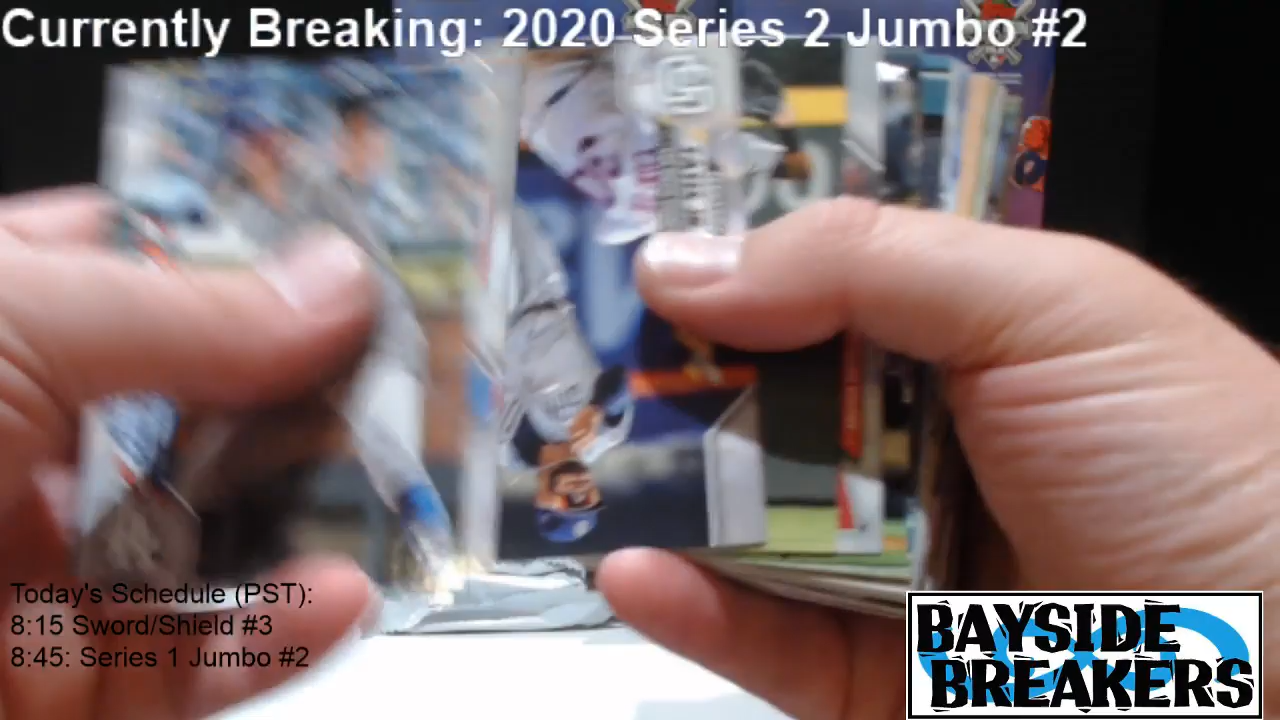 Currently Breaking: 2020 Series 2 Jumbo #2
Today's Schedule (PST):
8:15 Sword/Shield #3
8:45: Series 1 Jumbo #2
BAYSIDE
BREAKERS